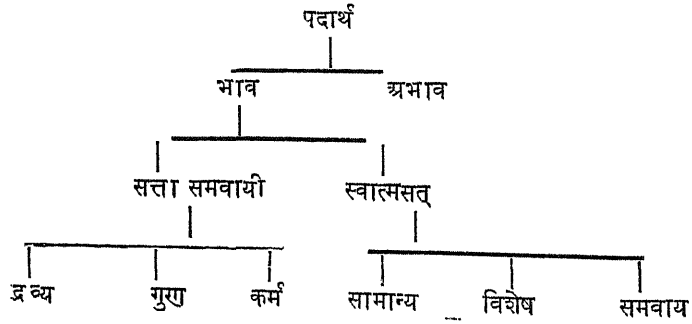 पदार्थ
भाव अभाव
सत्ता समवायी स्वात्मसत्
द्रव्य गुण कर्म सामान्य विशेष समवाय